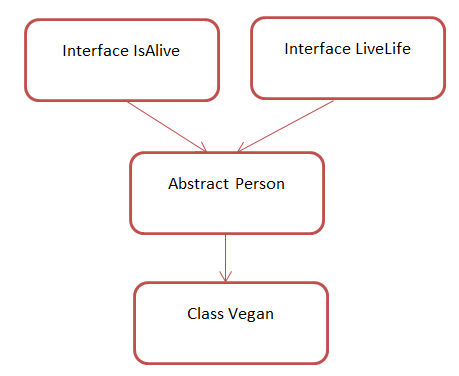 Interface IsAlive
Interface LiveLife
Abstract Person
Class Vegan